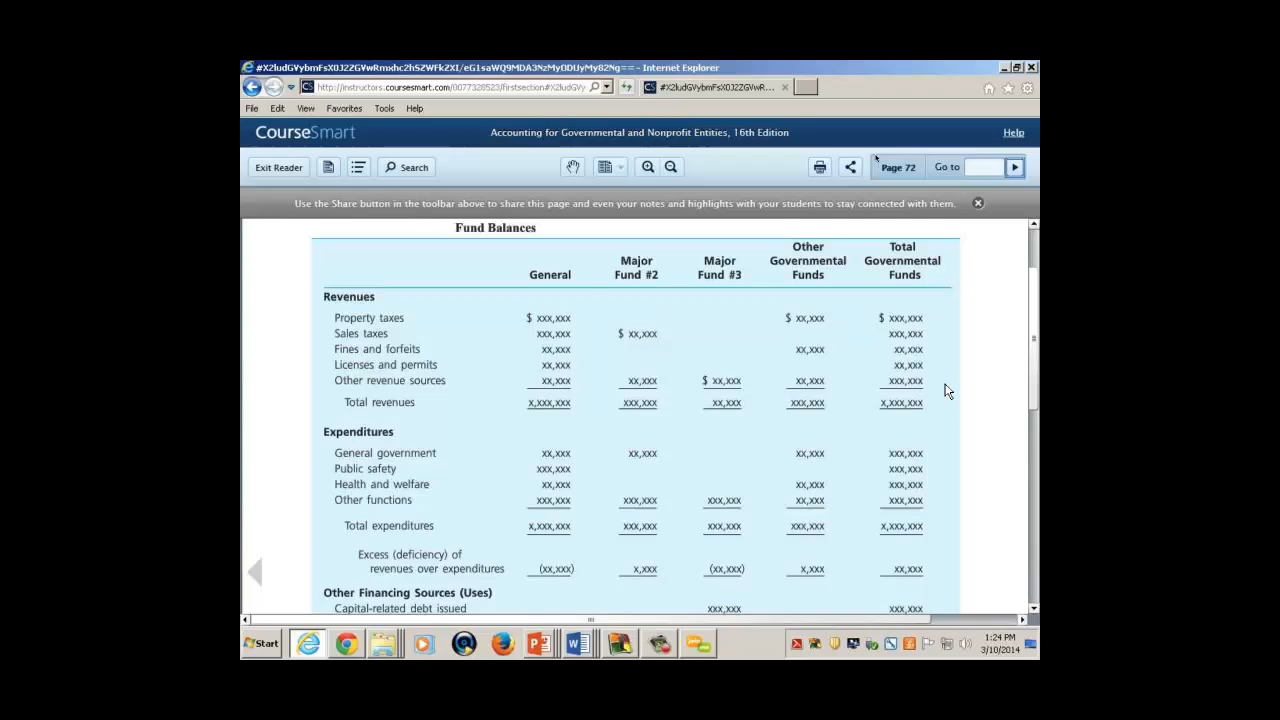 #X2ludGVybmFsX0J2ZGVwRmxhc2h5ZWFkZXI/eG1saWQ9MDA3NzMyODUyMy82Ng== - Internet Explorer
http://instructors.coursesmart.com/0077328523/firstsection#X2ludGVy
#X2ludGVybmFsX0J2ZGVwR...
File Edit View Favorites Tools Help
CourseSmart Accounting for Governmental and Nonprofit Entities, 16th Edition Help
Exit Reader Search Page 72 Go to
Use the Share button in the toolbar above to share this page and even your notes and highlights with your students to stay connected with them.
Fund Balances
General Major Fund #2 Major Fund #3 Other Governmental Funds Total Governmental Funds
Revenues
Property taxes $ xxx,xxx $ xx,xxx $ xxx,xxx
Sales taxes xxx,xxx $ xx,xxx xxx,xxx
Fines and forfeits xx,xxx xx,xxx xx,xxx
Licenses and permits xx,xxx xx,xxx
Other revenue sources xx,xxx xx,xxx $ xx,xxx xx,xxx xxx,xxx
Total revenues x,xxx,xxx xxx,xxx xx,xxx xxx,xxx x,xxx,xxx
Expenditures
General government xx,xxx xx,xxx xx,xxx xxx,xxx
Public safety xxx,xxx xxx,xxx
Health and welfare xx,xxx xx,xxx xxx,xxx
Other functions xxx,xxx xxx,xxx xxx,xxx xx,xxx xxx,xxx
Total expenditures x,xxx,xxx xxx,xxx xxx,xxx xxx,xxx x,xxx,xxx
Excess (deficiency) of
revenues over expenditures (xx,xxx) x,xxx (xx,xxx) x,xxx xx,xxx
Other Financing Sources (Uses)
Capital-related debt issued xxx,xxx xxx,xxx
Start
1:24 PM
3/10/2014